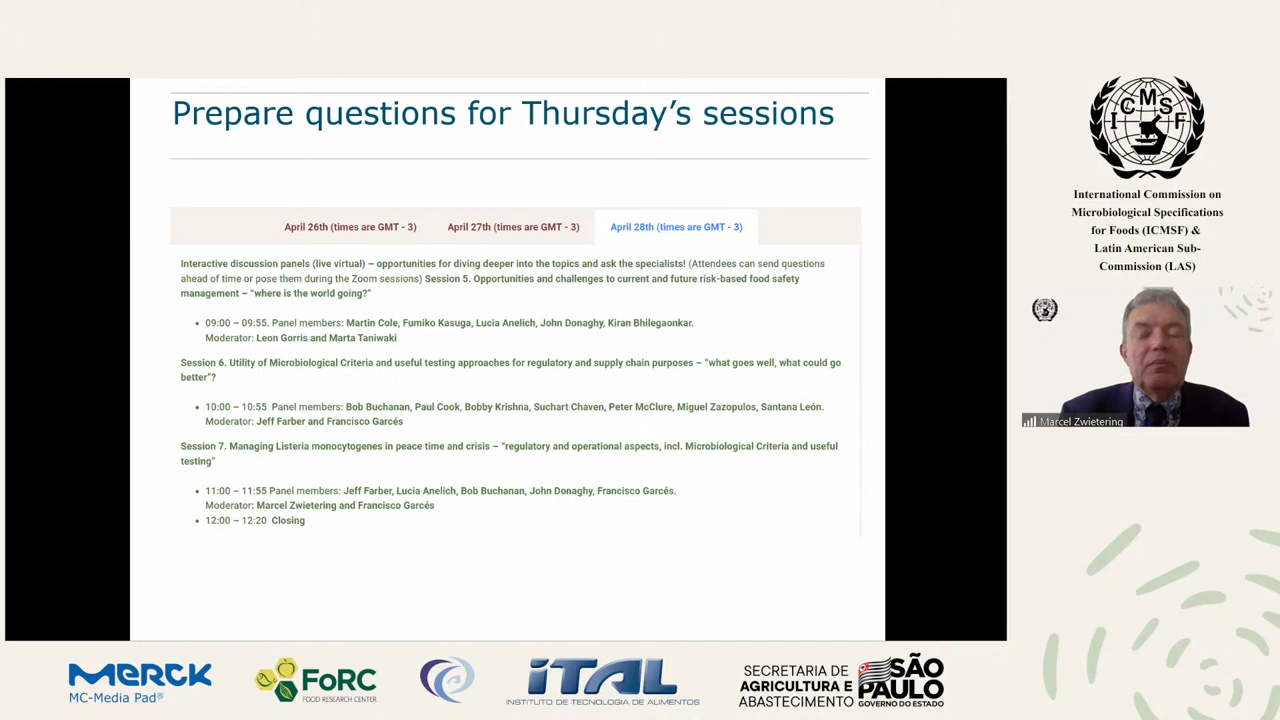 Prepare questions for Thursday's sessions
April 26th (times are GMT - 3)
April 27th (times are GMT - 3)
April 28th (times are GMT - 3)
Interactive discussion panels (live virtual) – opportunities for diving deeper into the topics and ask the specialists! (Attendees can send questions
ahead of time or pose them during the Zoom sessions) Session 5. Opportunities and challenges to current and future risk-based food safety
management – "where is the world going?"
• 09:00 – 09:55. Panel members: Martin Cole, Fumiko Kasuga, Lucia Anelich, John Donaghy, Kiran Bhilegaonkar.
Moderator: Leon Gorris and Marta Taniwaki
Session 6. Utility of Microbiological Criteria and useful testing approaches for regulatory and supply chain purposes – "what goes well, what could go
better"?
• 10:00 – 10:55 Panel members: Bob Buchanan, Paul Cook, Bobby Krishna, Suchart Chaven, Peter McClure, Miguel Zazopulos, Santana León.
Moderator: Jeff Farber and Francisco Garcés
Session 7. Managing Listeria monocytogenes in peace time and crisis – "regulatory and operational aspects, incl. Microbiological Criteria and useful
testing"
• 11:00 – 11:55 Panel members: Jeff Farber, Lucia Anelich, Bob Buchanan, John Donaghy, Francisco Garcés.
Moderator: Marcel Zwietering and Francisco Garcés
• 12:00 – 12:20 Closing
ICMSF
International Commission on
Microbiological Specifications
for Foods (ICMSF) &
Latin American Sub-
Commission (LAS)
Marcel Zwietering
MERCK
MC-Media Pad®
FoRC
FOOD RESEARCH CENTER
iTAL
INSTITUTO DE TECNOLOGIA DE ALIMENTOS
SECRETARIA DE
AGRICULTURA E
ABASTECIMENTO
SÃO
PAULO
GOVERNO DO ESTADO